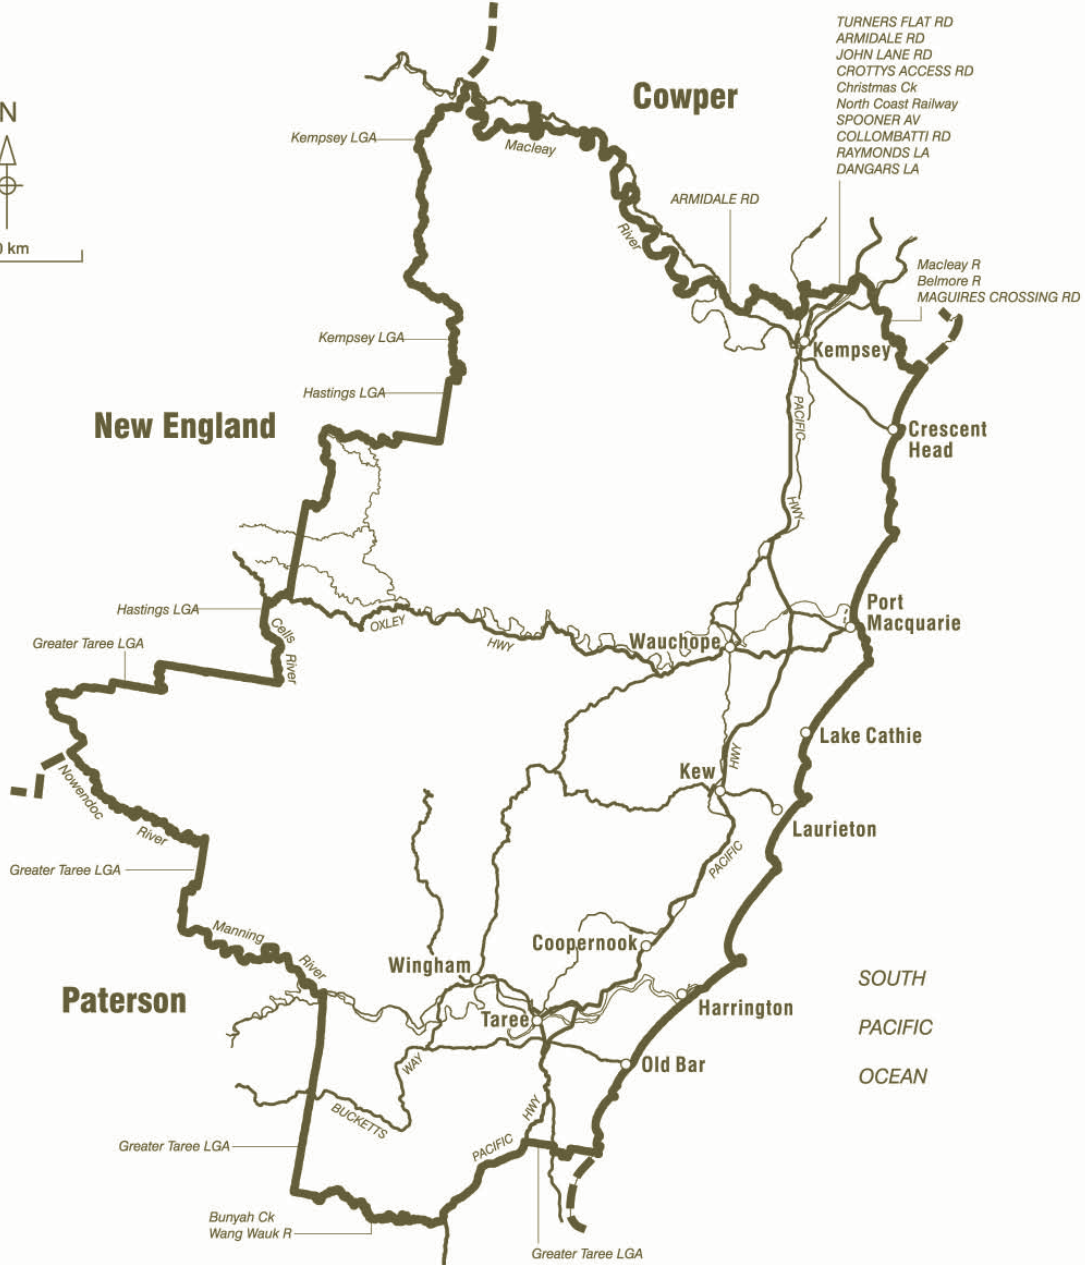 TURNERS FLAT RD
ARMIDALE RD
JOHN LANE RD
CROTTYS ACCESS RD
Christmas Ck
North Coast Railway
SPOONER AV
COLLOMBATTI RD
RAYMONDS LA
DANGARS LA
Cowper
N
Kempsey LGA
Macleay
River
ARMIDALE RD
km
Macleay R
Belmore R
MAGUIRES CROSSING RD
Kempsey LGA
Kempsey
Hastings LGA
PACIFIC
HWY
New England
Crescent
Head
Hastings LGA
Cells
River
OXLEY
HWY
Port
Macquarie
Wauchope
Greater Taree LGA
Lake Cathie
HWY
Kew
Nowendoc
River
Laurieton
PACIFIC
Greater Taree LGA
Manning
River
Coopernook
Wingham
SOUTH
PACIFIC
OCEAN
Paterson
Harrington
Taree
Old Bar
WAY
BUCKETTS
HWY
PACIFIC
Greater Taree LGA
Bunyah Ck
Wang Wauk R
Greater Taree LGA